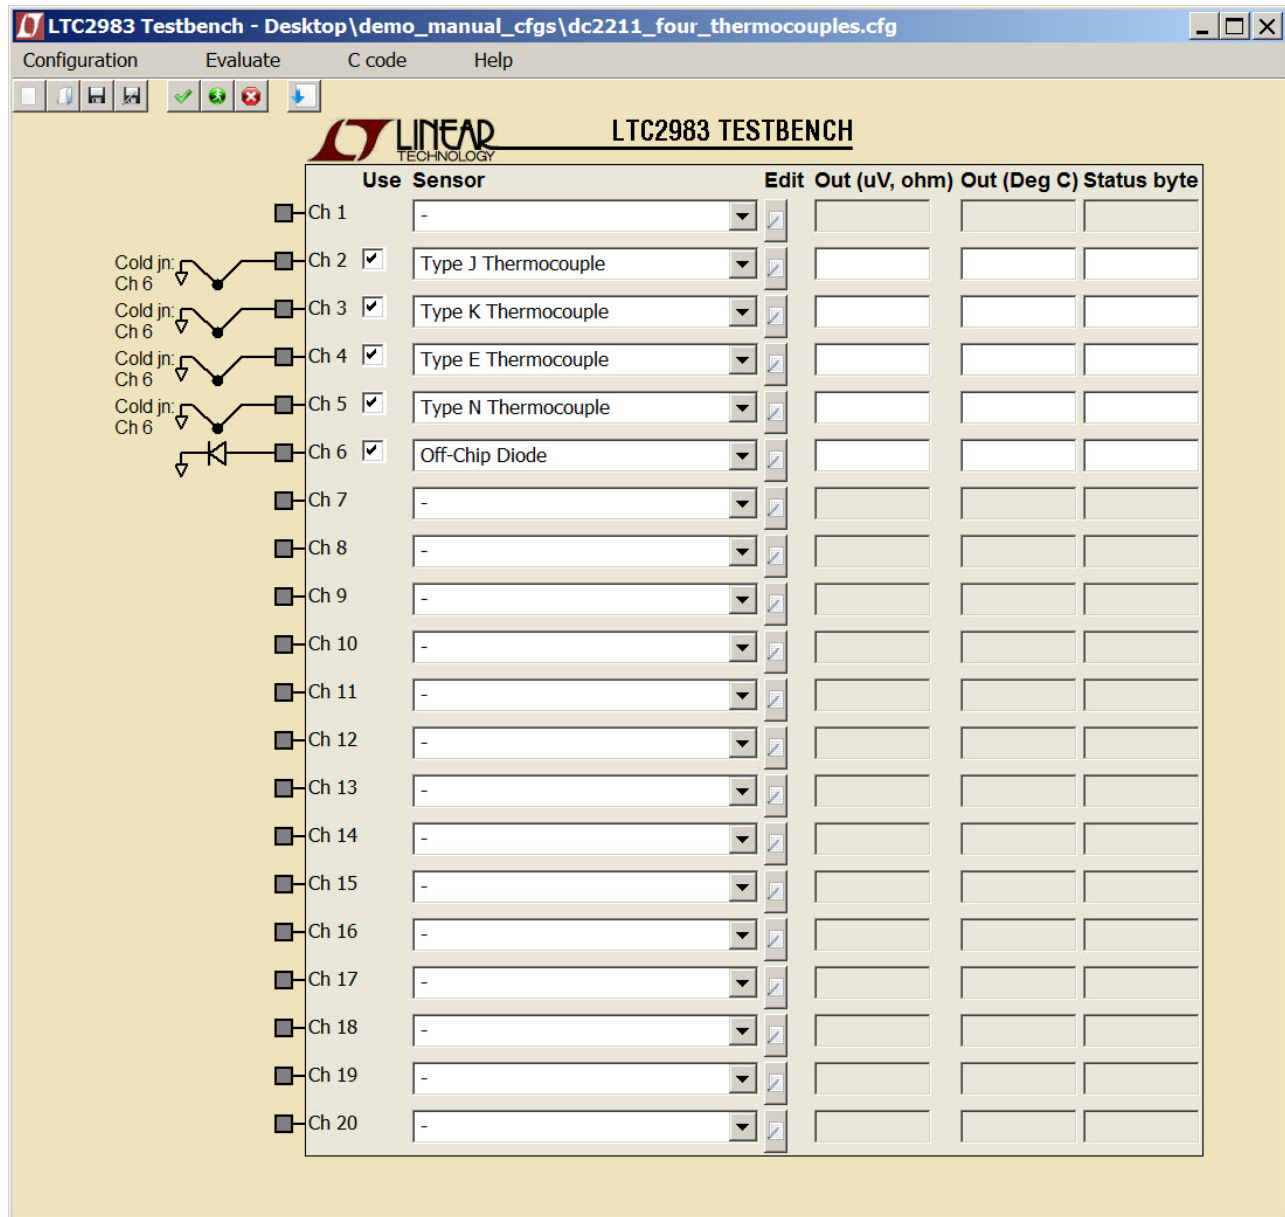 LTC2983 Testbench - Desktop\demo_manual_cfgs\dc2211_four_thermocouples.cfg
Configuration Evaluate C code Help
LINEAR TECHNOLOGY LTC2983 TESTBENCH
Use Sensor Edit Out (uV, ohm) Out (Deg C) Status byte
Ch 1 -
Cold jn: Ch 6 Ch 2 Type J Thermocouple
Cold jn: Ch 6 Ch 3 Type K Thermocouple
Cold jn: Ch 6 Ch 4 Type E Thermocouple
Cold jn: Ch 6 Ch 5 Type N Thermocouple
Ch 6 Off-Chip Diode
Ch 7 -
Ch 8 -
Ch 9 -
Ch 10 -
Ch 11 -
Ch 12 -
Ch 13 -
Ch 14 -
Ch 15 -
Ch 16 -
Ch 17 -
Ch 18 -
Ch 19 -
Ch 20 -